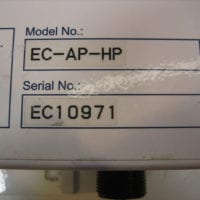 Model No.:
EC-AP-HP
Serial No.:
EC10971